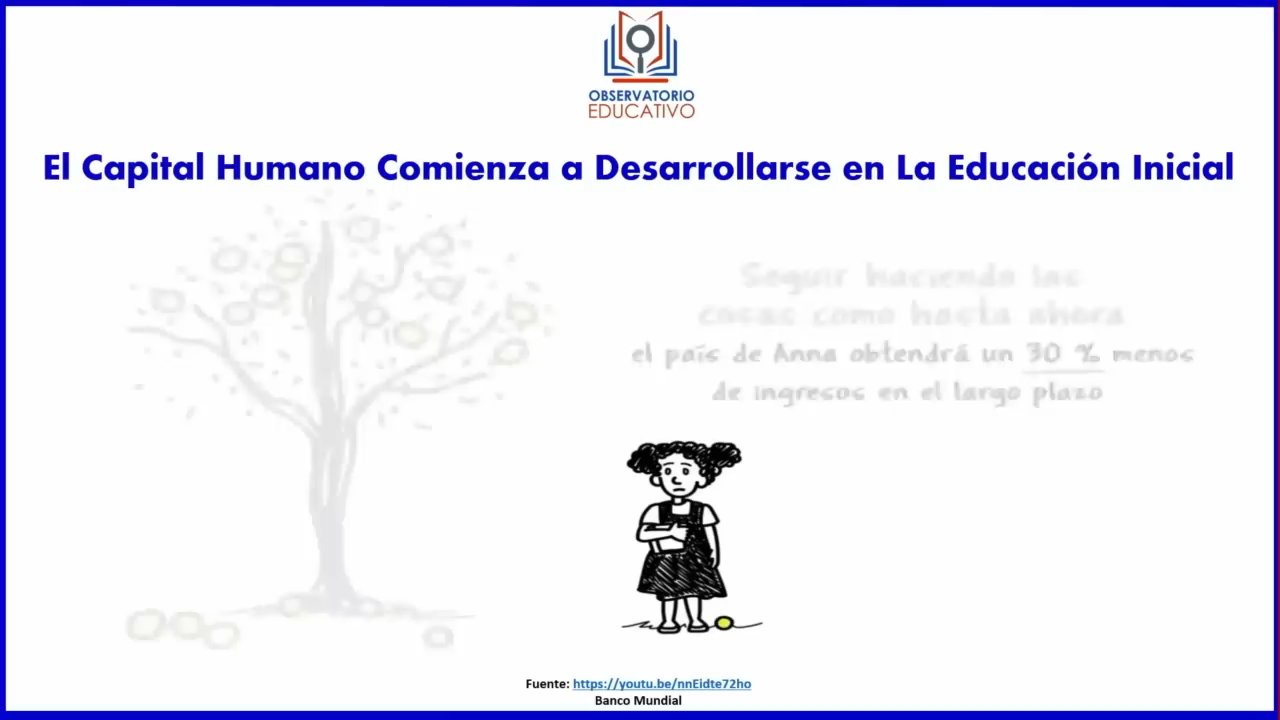 OBSERVATORIO
EDUCATIVO
El Capital Humano Comienza a Desarrollarse en La Educación Inicial
Seguir haciendo las
cosas como hasta ahora
el país de Anna obtendrá un 30 % menos
de ingresos en el largo plazo
Fuente: https://youtu.be/nnEidte72ho
Banco Mundial